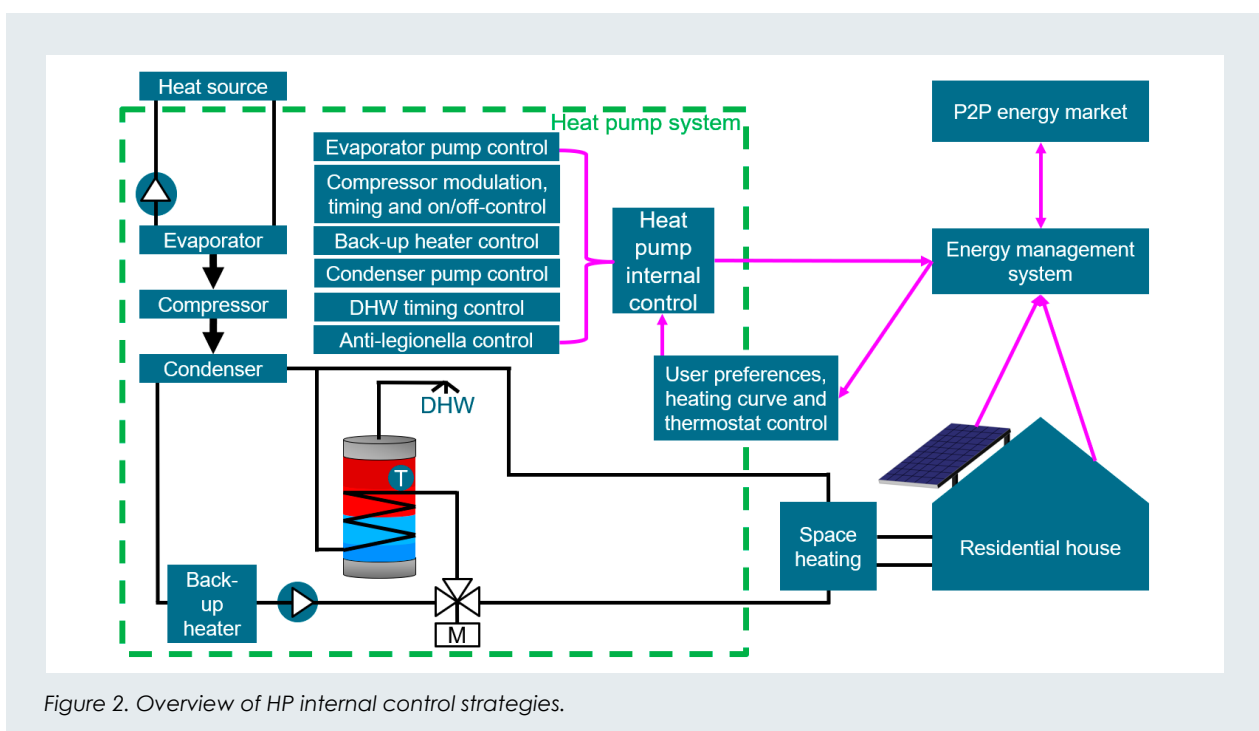 Heat source
Heat pump system
P2P energy market
Evaporator pump control
Compressor modulation,
timing and on/off-control
Back-up heater control
Condenser pump control
DHW timing control
Anti-legionella control
Heat
pump
internal
control
Energy management
system
Evaporator
Compressor
Condenser
User preferences,
heating curve and
thermostat control
DHW
T
Space
heating
Residential house
Back-
up
heater
M
Figure 2. Overview of HP internal control strategies.